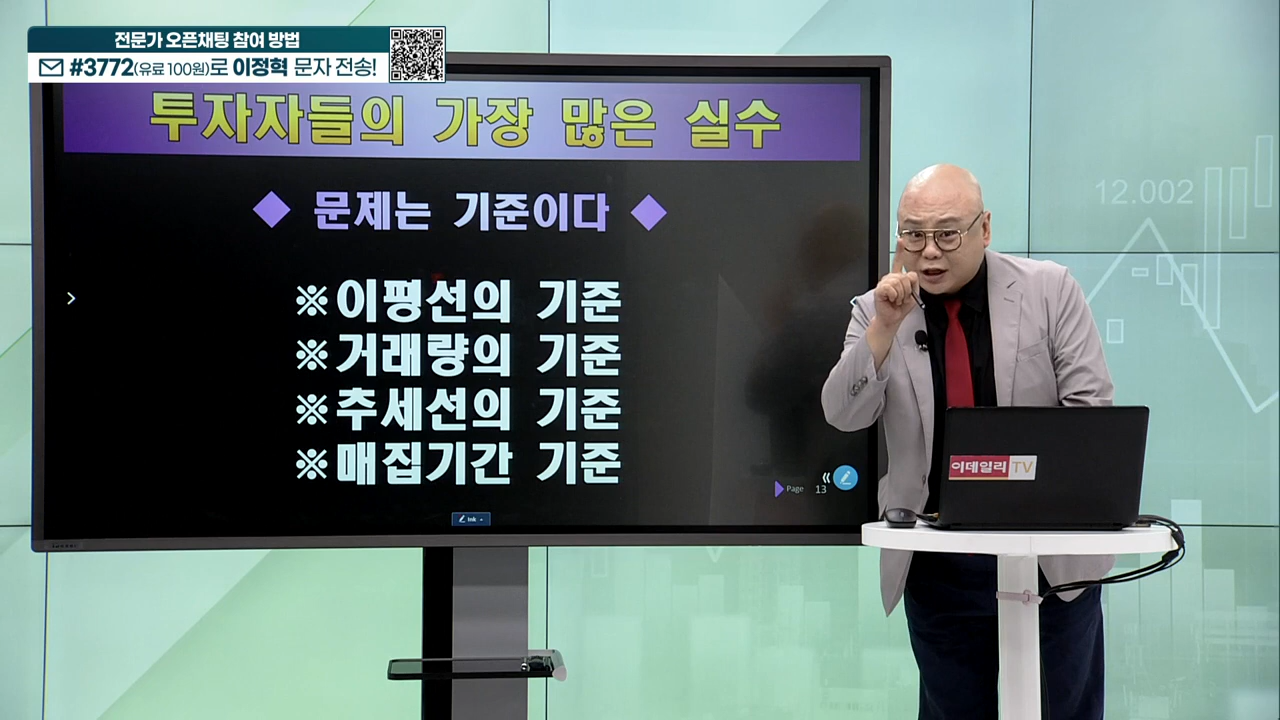 전문가 오픈채팅 참여 방법
#3772(유료 100원)로 이정혁 문자 전송!
투자자들의 가장 많은 실수
◆ 문제는 기준이다 ◆
※이평선의 기준
※거래량의 기준
※추세선의 기준
※매집기간 기준
Page 13
Ink
12.002
이데일리TV